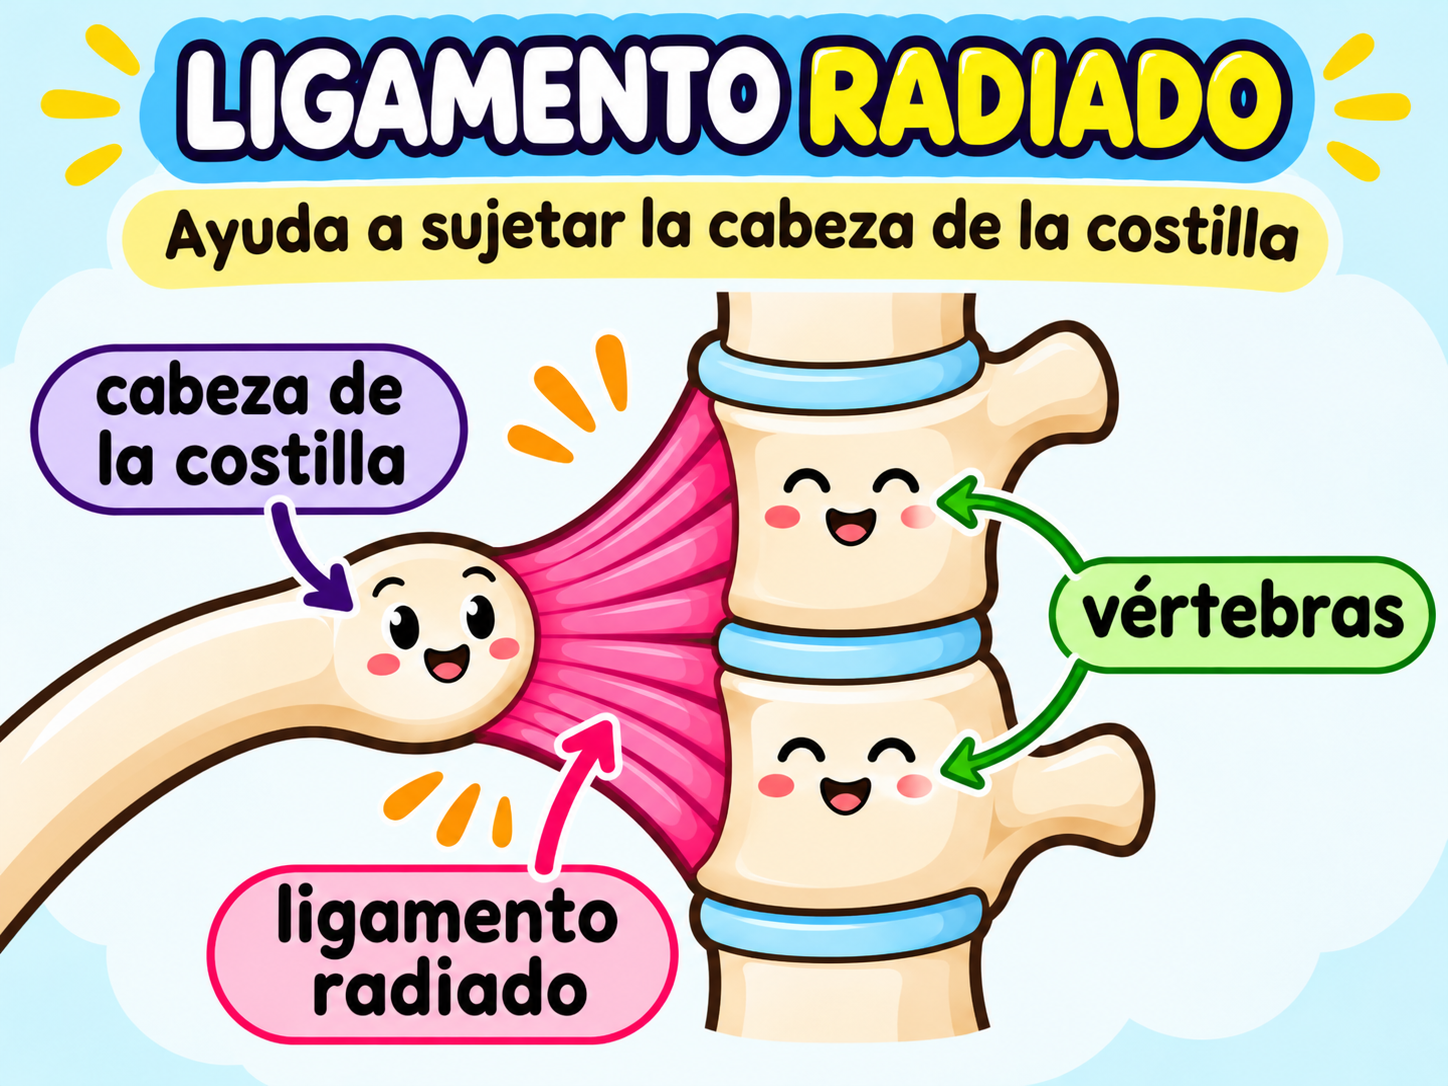 LIGAMENTO RADIADO
Ayuda a sujetar la cabeza de la costilla
cabeza de
la costilla
vértebras
ligamento
radiado